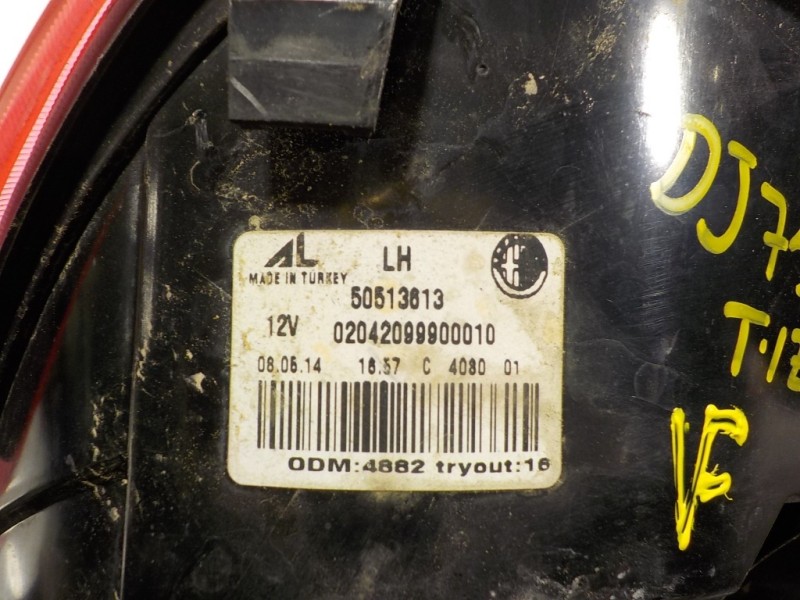 AL LH
MADE IN TURKEY
50513613
12V 02042099900010
08.05.14 16.57 C 4080 01
ODM:4882 tryout:16
VF